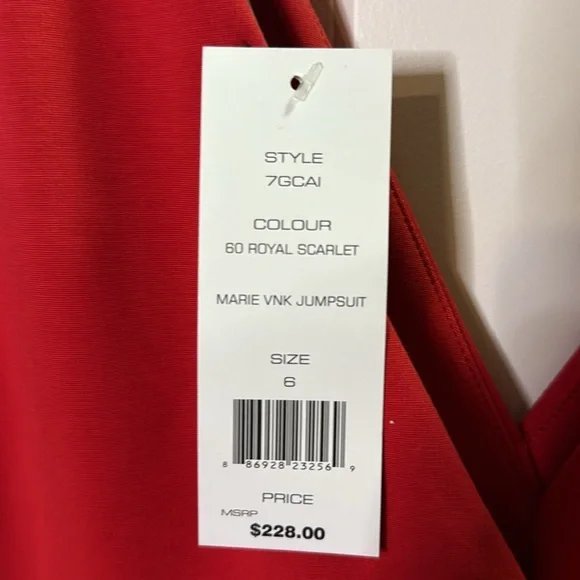 STYLE
7GCAI
COLOUR
60 ROYAL SCARLET
MARIE VNK JUMPSUIT
SIZE
6
8 86928 23256 9
PRICE
MSRP
$228.00